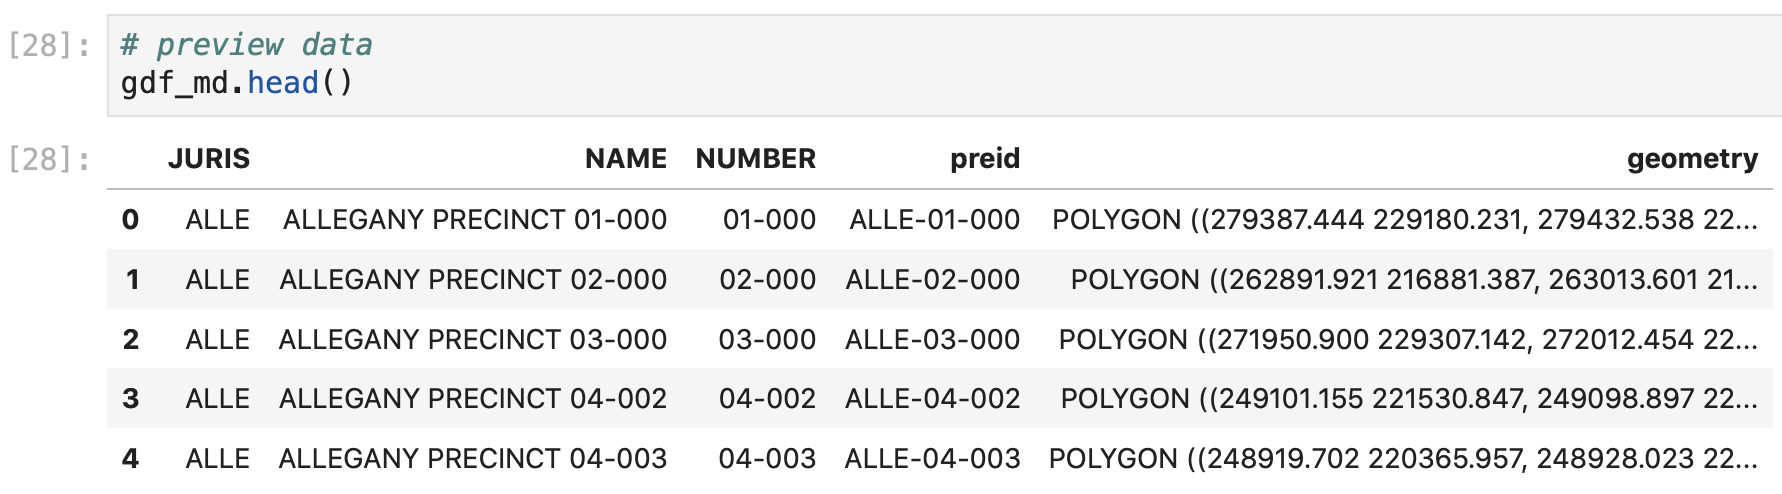 [28]: # preview data
gdf_md.head()
[28]: JURIS NAME NUMBER preid geometry
0 ALLE ALLEGANY PRECINCT 01-000 01-000 ALLE-01-000 POLYGON ((279387.444 229180.231, 279432.538 22...
1 ALLE ALLEGANY PRECINCT 02-000 02-000 ALLE-02-000 POLYGON ((262891.921 216881.387, 263013.601 21...
2 ALLE ALLEGANY PRECINCT 03-000 03-000 ALLE-03-000 POLYGON ((271950.900 229307.142, 272012.454 22...
3 ALLE ALLEGANY PRECINCT 04-002 04-002 ALLE-04-002 POLYGON ((249101.155 221530.847, 249098.897 22...
4 ALLE ALLEGANY PRECINCT 04-003 04-003 ALLE-04-003 POLYGON ((248919.702 220365.957, 248928.023 22...